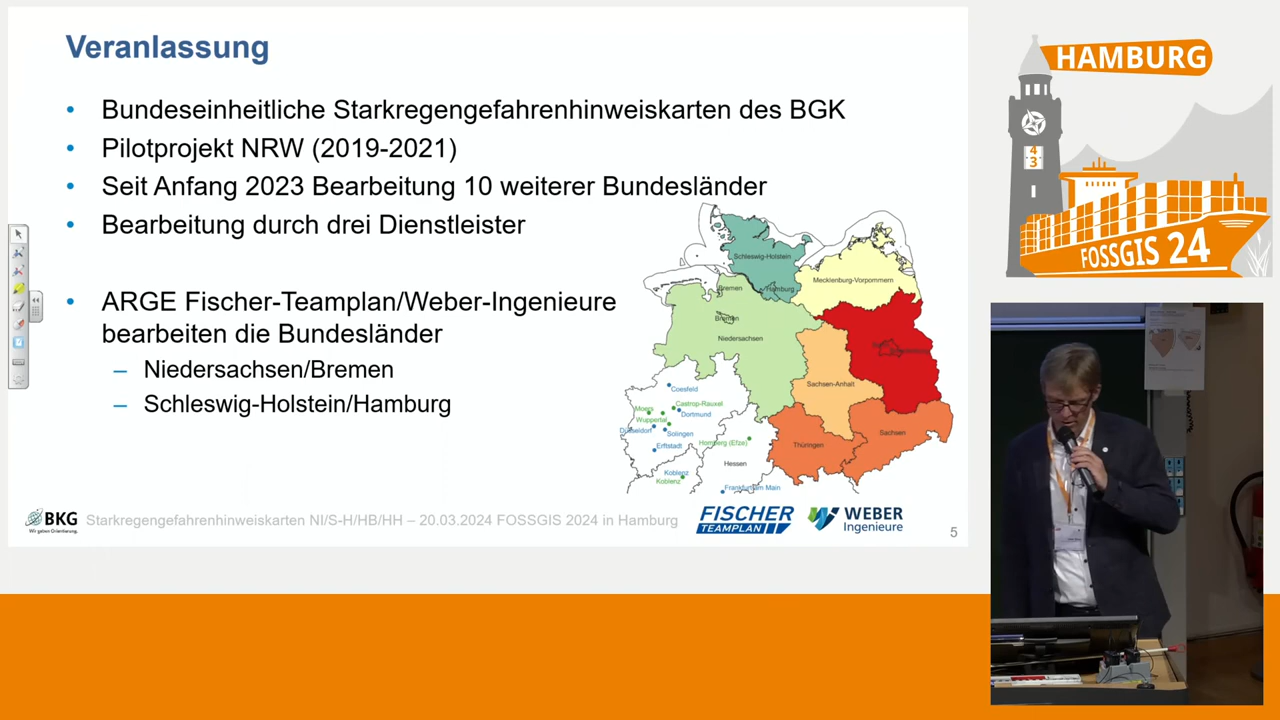 Veranlassung
• Bundeseinheitliche Starkregengefahrenhinweiskarten des BGK
• Pilotprojekt NRW (2019-2021)
• Seit Anfang 2023 Bearbeitung 10 weiterer Bundesländer
• Bearbeitung durch drei Dienstleister
• ARGE Fischer-Teamplan/Weber-Ingenieure
bearbeiten die Bundesländer
– Niedersachsen/Bremen
– Schleswig-Holstein/Hamburg
Schleswig-Holstein
Mecklenburg-Vorpommern
Bremen
Hamburg
Bremen
Niedersachsen
Sachsen-Anhalt
Coesfeld
Castrop-Rauxel
Moers
Dortmund
Wuppertal
Düsseldorf
Solingen
Sachsen
Homberg (Efze)
Thüringen
Erftstadt
Hessen
Koblenz
Koblenz
Frankfurt am Main
BKG
Wir geben Orientierung.
Starkregengefahrenhinweiskarten NI/S-H/HB/HH – 20.03.2024 FOSSGIS 2024 in Hamburg
FISCHER
TEAMPLAN
WEBER
Ingenieure
5
HAMBURG
4
3
FOSSGIS 24